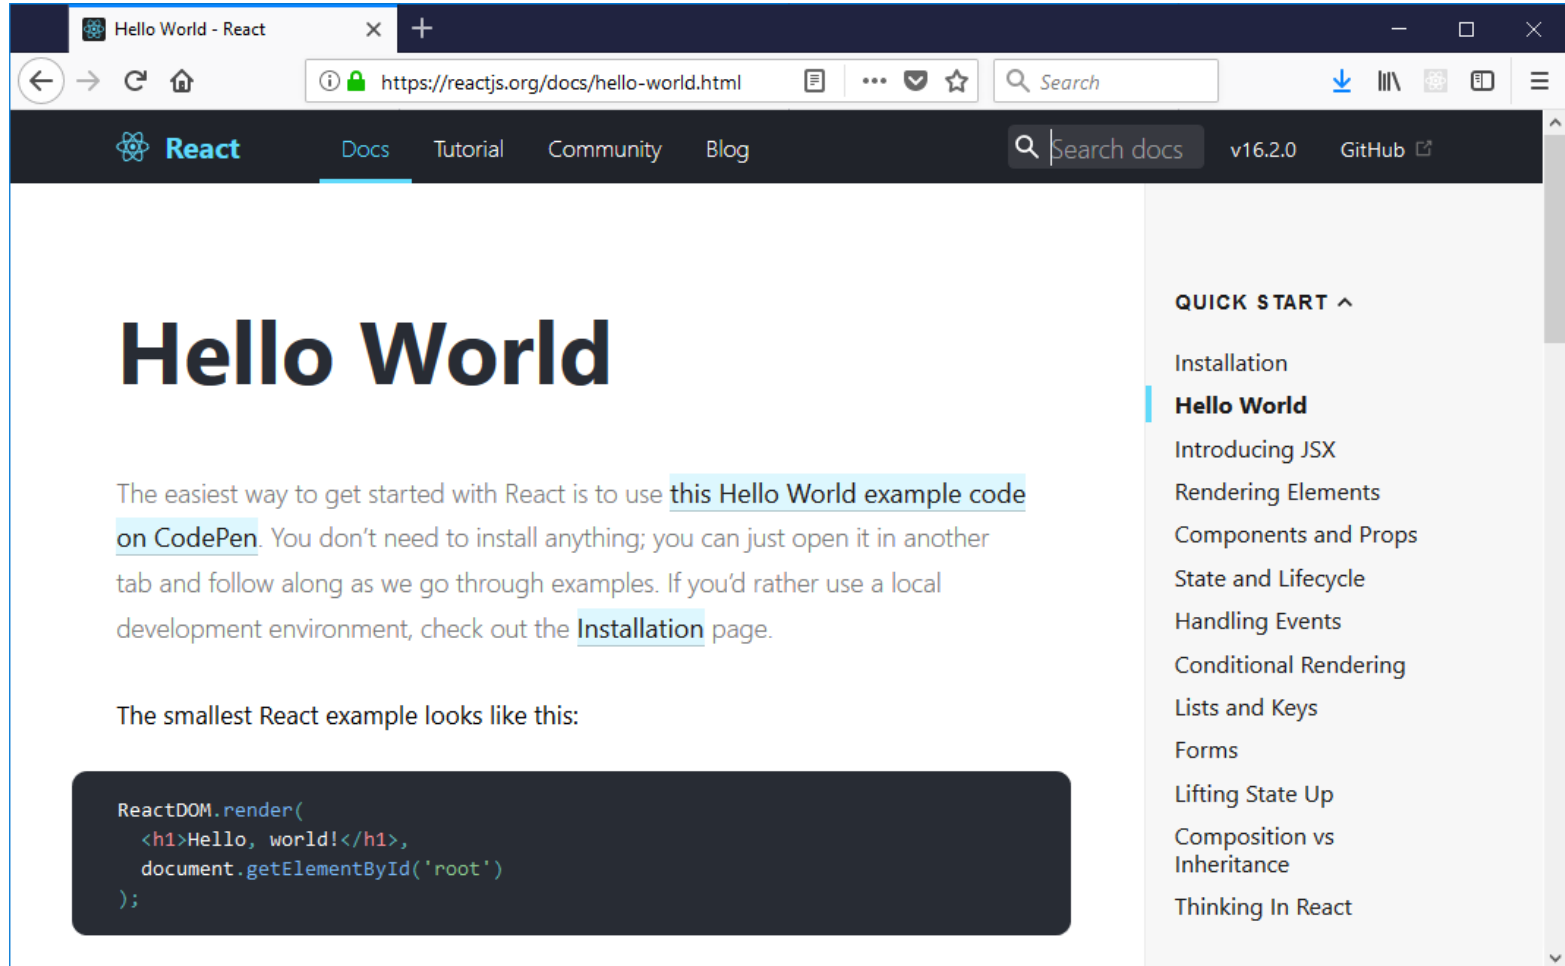 Hello World - React
https://reactjs.org/docs/hello-world.html
Search
React
Docs
Tutorial
Community
Blog
Search docs
v16.2.0
GitHub
Hello World
The easiest way to get started with React is to use this Hello World example code
on CodePen. You don’t need to install anything; you can just open it in another
tab and follow along as we go through examples. If you’d rather use a local
development environment, check out the Installation page.
The smallest React example looks like this:
ReactDOM.render(
  <h1>Hello, world!</h1>,
  document.getElementById('root')
);
QUICK START
Installation
Hello World
Introducing JSX
Rendering Elements
Components and Props
State and Lifecycle
Handling Events
Conditional Rendering
Lists and Keys
Forms
Lifting State Up
Composition vs
Inheritance
Thinking In React